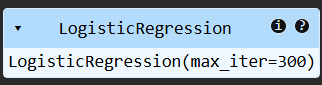 ▾ LogisticRegression i ?
LogisticRegression(max_iter=300)